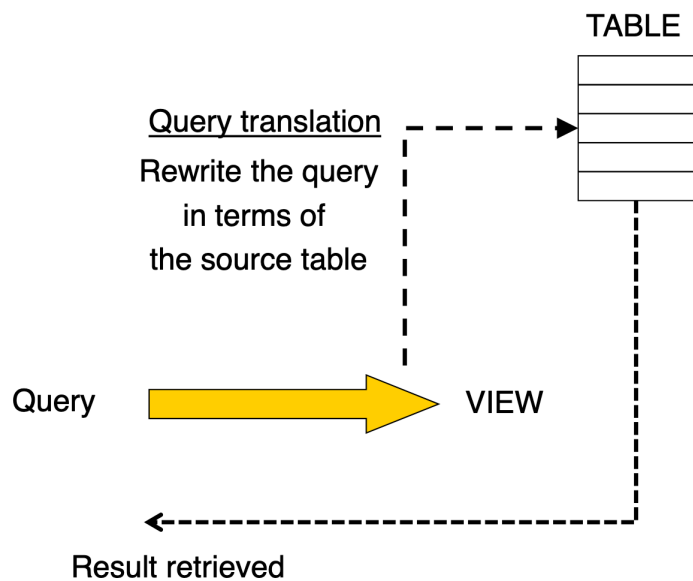 TABLE
Query translation
Rewrite the query
in terms of
the source table
Query
VIEW
Result retrieved